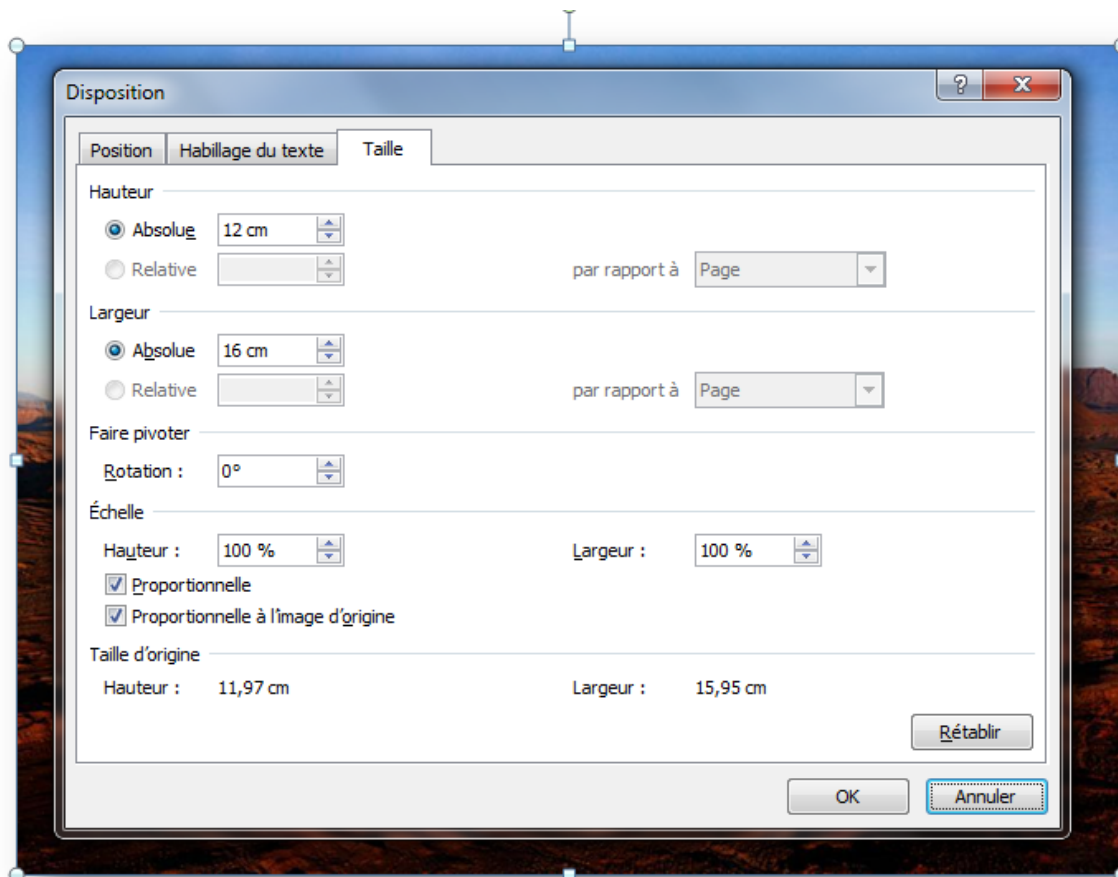 Disposition ?
Position Habillage du texte Taille
Hauteur
Absolue 12 cm
Relative par rapport à Page
Largeur
Absolue 16 cm
Relative par rapport à Page
Faire pivoter
Rotation : 0°
Échelle
Hauteur : 100 % Largeur : 100 %
Proportionnelle
Proportionnelle à l'image d'origine
Taille d'origine
Hauteur : 11,97 cm Largeur : 15,95 cm
Rétablir
OK Annuler